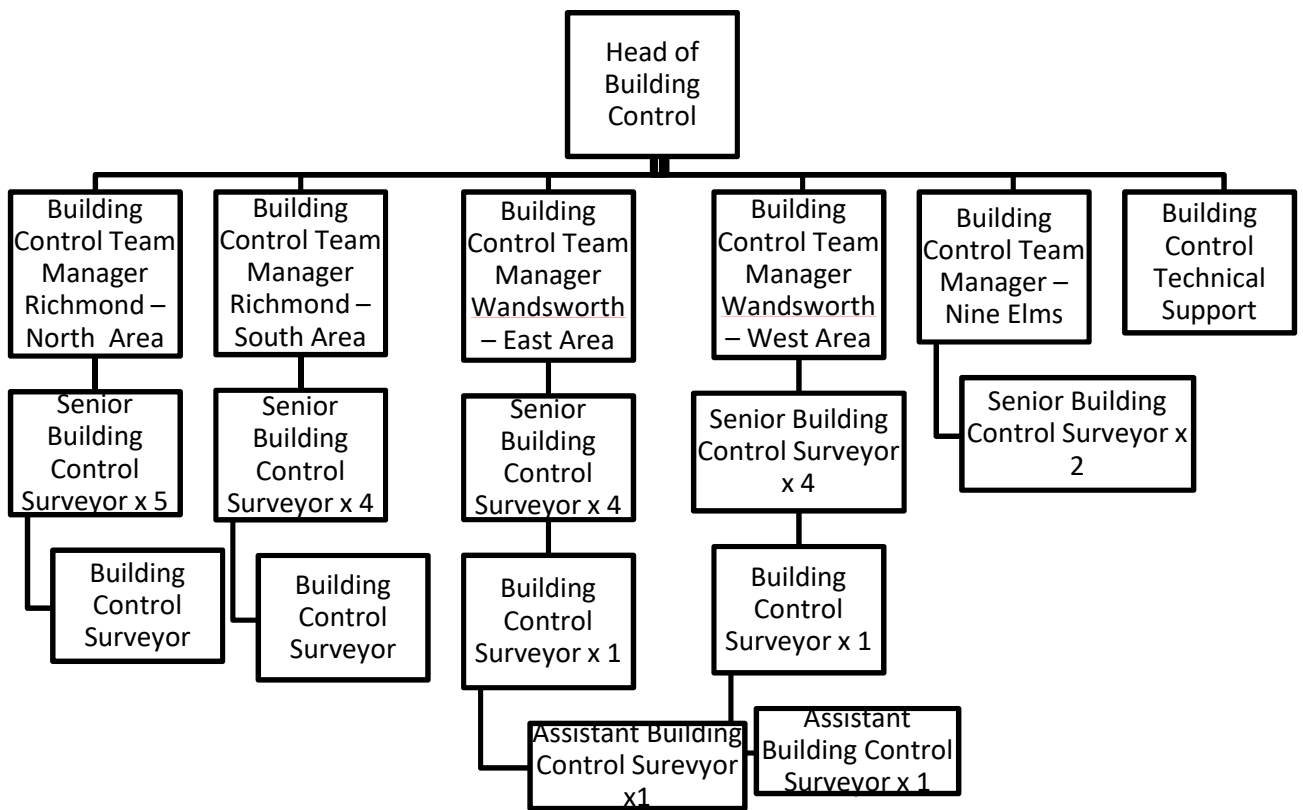 Head of
Building
Control
Building
Control Team
Manager
Richmond –
North  Area
Building
Control Team
Manager
Richmond –
South Area
Building
Control Team
Manager
Wandsworth
– East Area
Building
Control Team
Manager
Wandsworth
– West Area
Building
Control Team
Manager –
Nine Elms
Building
Control
Technical
Support
Senior
Building
Control
Surveyor x 5
Senior
Building
Control
Surveyor x 4
Senior
Building
Control
Surveyor x 4
Senior Building
Control Surveyor
x 4
Senior Building
Control Surveyor x
2
Building
Control
Surveyor
Building
Control
Surveyor
Building
Control
Surveyor x 1
Building
Control
Surveyor x 1
Assistant Building
Control Surevyor
x1
Assistant
Building Control
Surveyor x 1